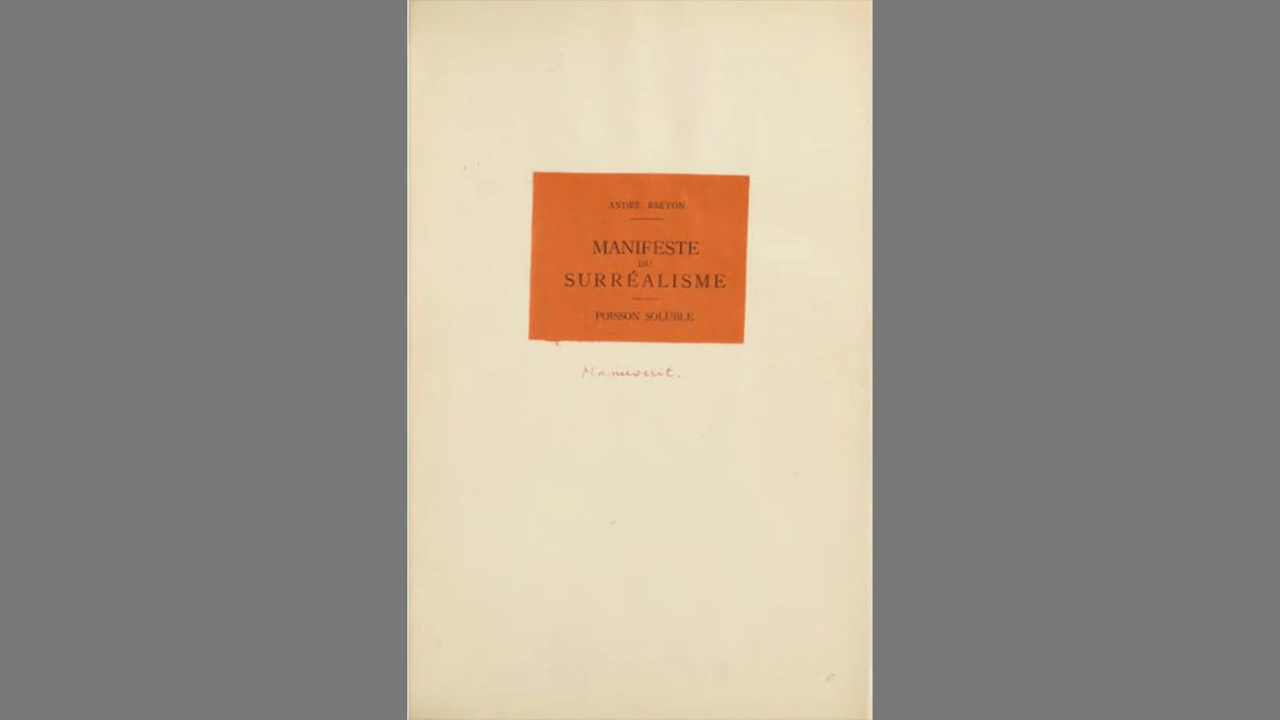 ANDRÉ BRETON
MANIFESTE
DU
SURRÉALISME
POISSON SOLUBLE
Manuscrit.